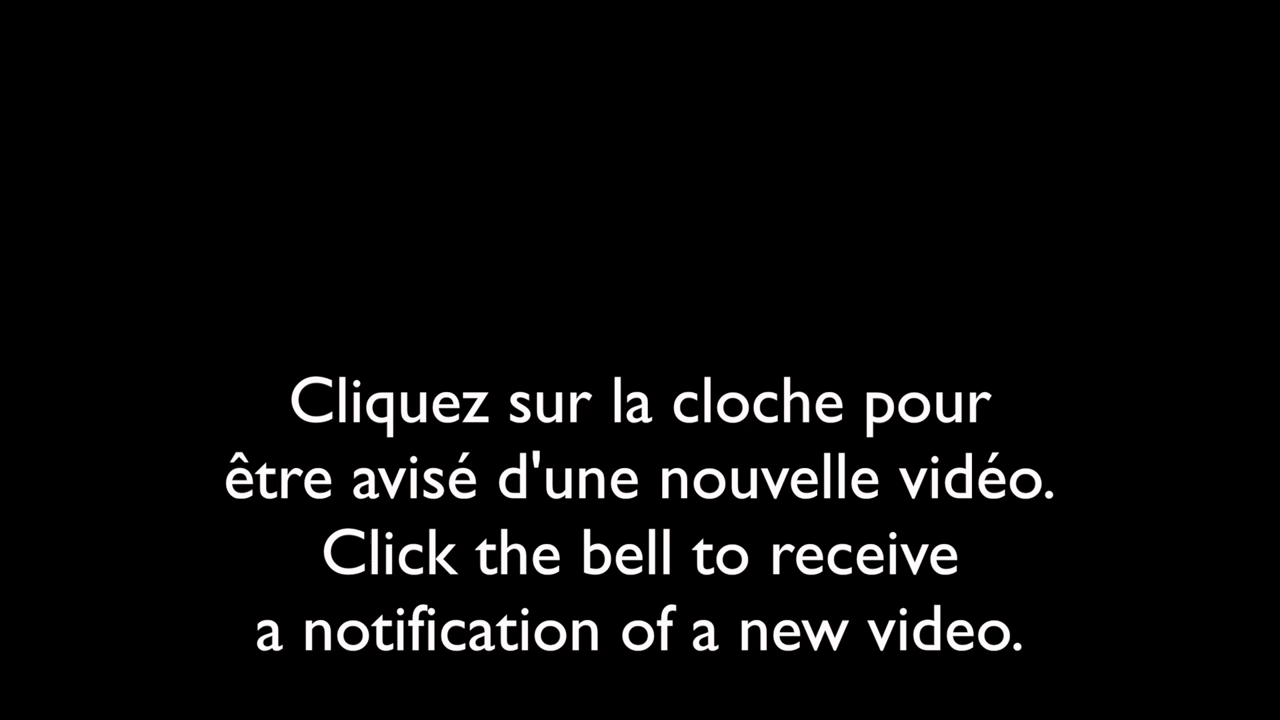 Cliquez sur la cloche pour
être avisé d'une nouvelle vidéo.
Click the bell to receive
a notification of a new video.